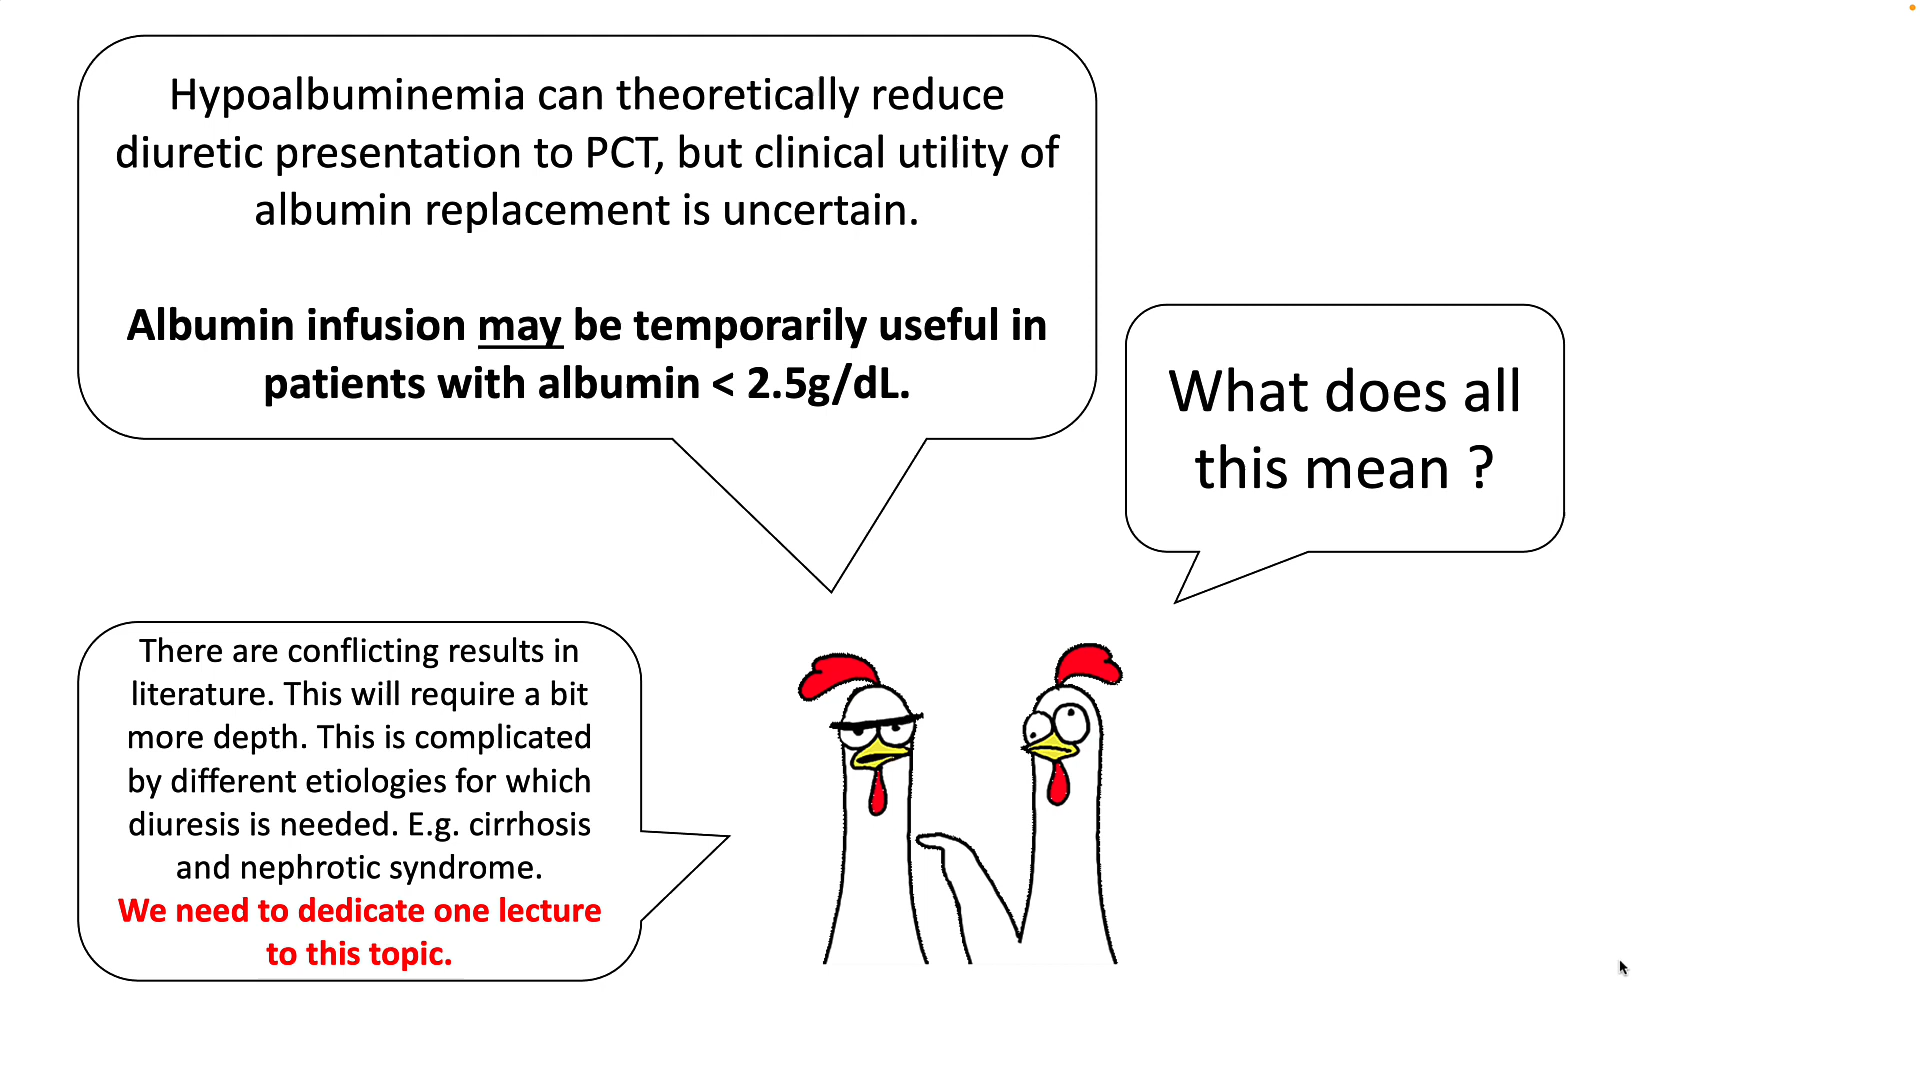 Hypoalbuminemia can theoretically reduce
diuretic presentation to PCT, but clinical utility of
albumin replacement is uncertain.
Albumin infusion may be temporarily useful in
patients with albumin < 2.5g/dL.
What does all
this mean ?
There are conflicting results in
literature. This will require a bit
more depth. This is complicated
by different etiologies for which
diuresis is needed. E.g. cirrhosis
and nephrotic syndrome.
We need to dedicate one lecture
to this topic.